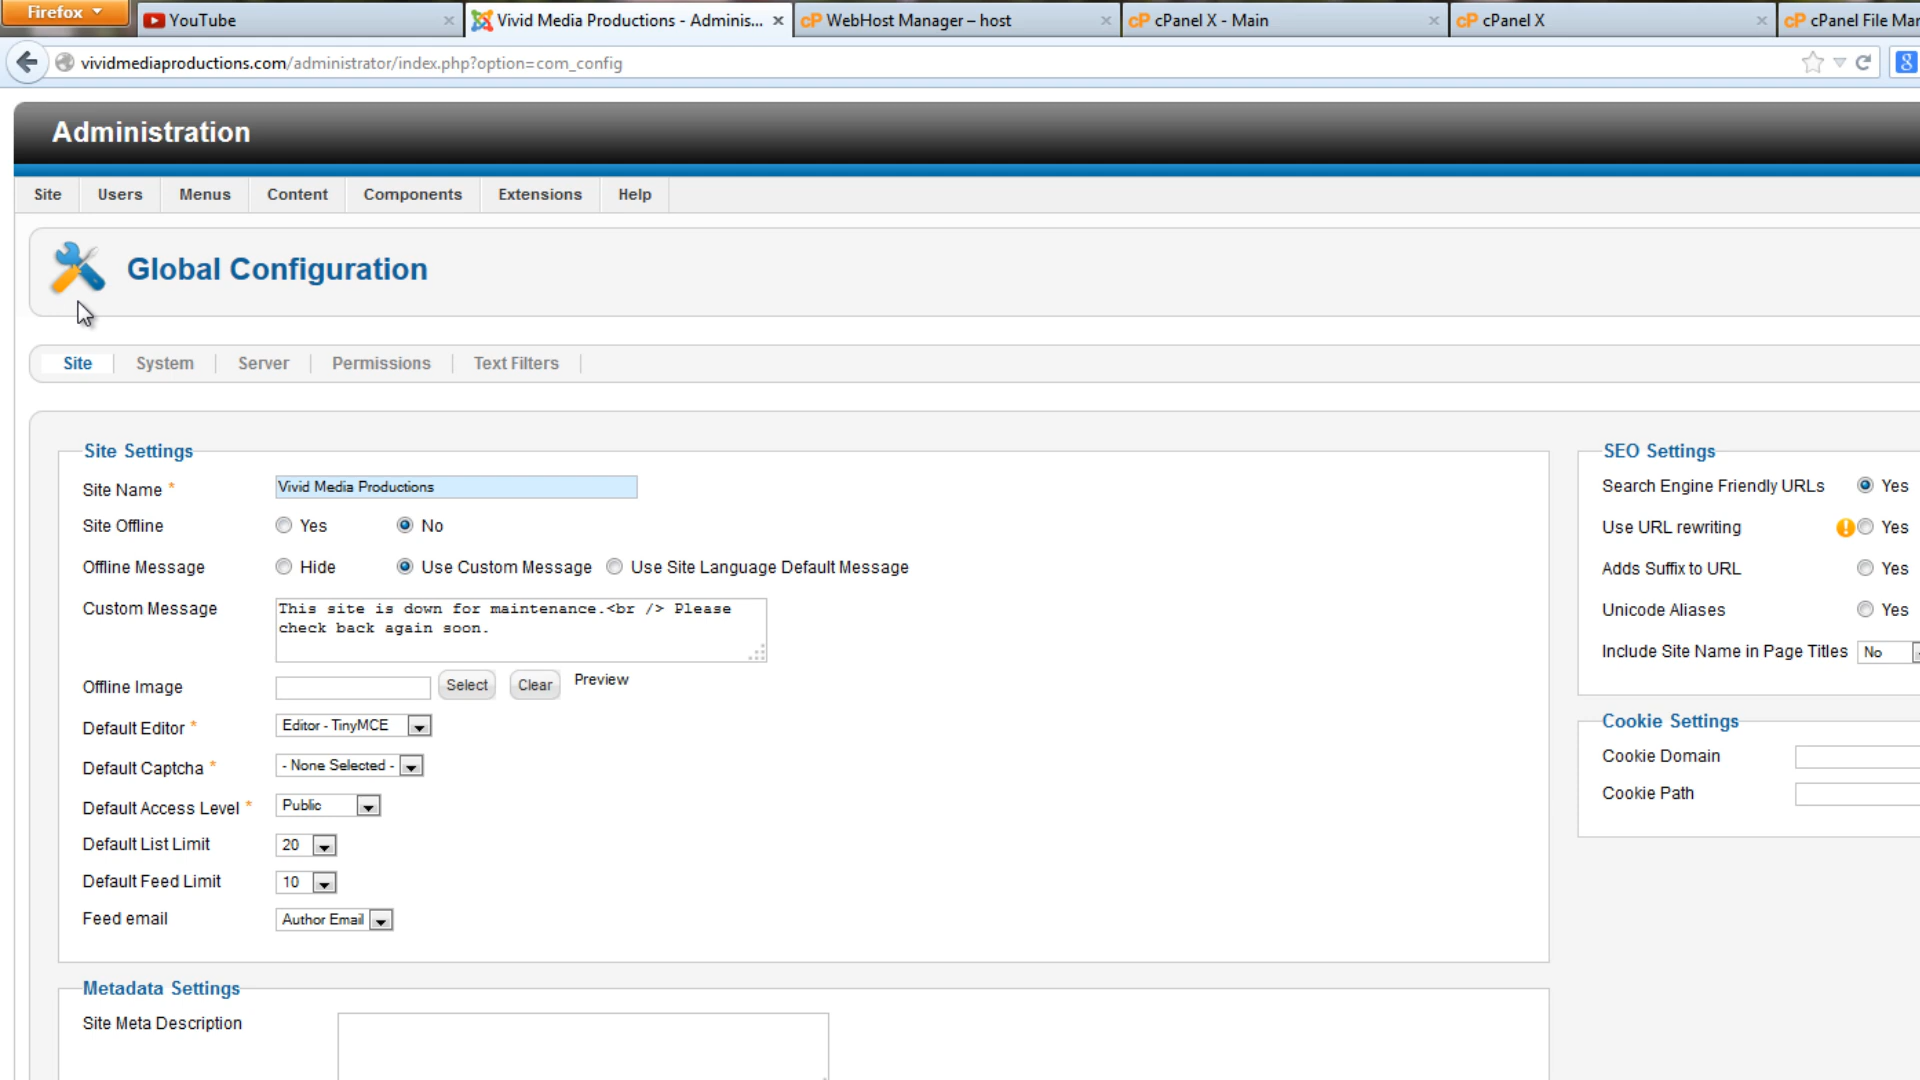 Firefox
YouTube
Vivid Media Productions - Adminis...
cP WebHost Manager – host
cP cPanel X - Main
cP cPanel X
cP cPanel File Mar
vividmediaproductions.com/administrator/index.php?option=com_config
8
Administration
Site Users Menus Content Components Extensions Help
Global Configuration
Site System Server Permissions Text Filters
Site Settings
Site Name * Vivid Media Productions
Site Offline Yes No
Offline Message Hide Use Custom Message Use Site Language Default Message
Custom Message This site is down for maintenance.<br /> Please
check back again soon.
Offline Image Select Clear Preview
Default Editor * Editor - TinyMCE
Default Captcha * - None Selected -
Default Access Level * Public
Default List Limit 20
Default Feed Limit 10
Feed email Author Email
Metadata Settings
Site Meta Description
SEO Settings
Search Engine Friendly URLs Yes
Use URL rewriting ! Yes
Adds Suffix to URL Yes
Unicode Aliases Yes
Include Site Name in Page Titles No
Cookie Settings
Cookie Domain
Cookie Path